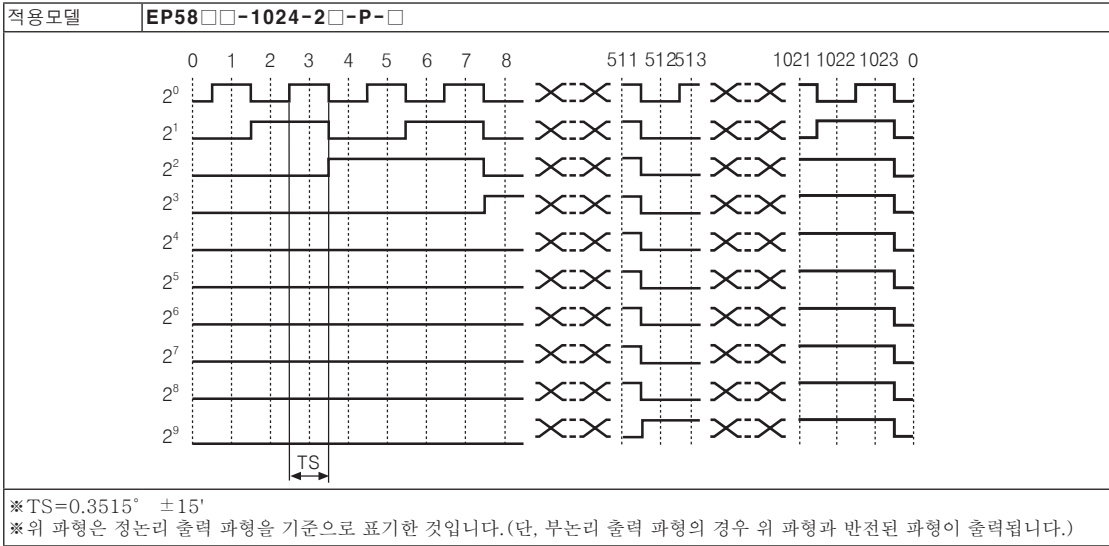 적용모델 EP58□□-1024-2□-P-□
0 1 2 3 4 5 6 7 8 511 512 513 1021 1022 1023 0
2⁰
2¹
2²
2³
2⁴
2⁵
2⁶
2⁷
2⁸
2⁹
TS
※TS=0.3515° ±15'
※위 파형은 정논리 출력 파형을 기준으로 표기한 것입니다.(단, 부논리 출력 파형의 경우 위 파형과 반전된 파형이 출력됩니다.)